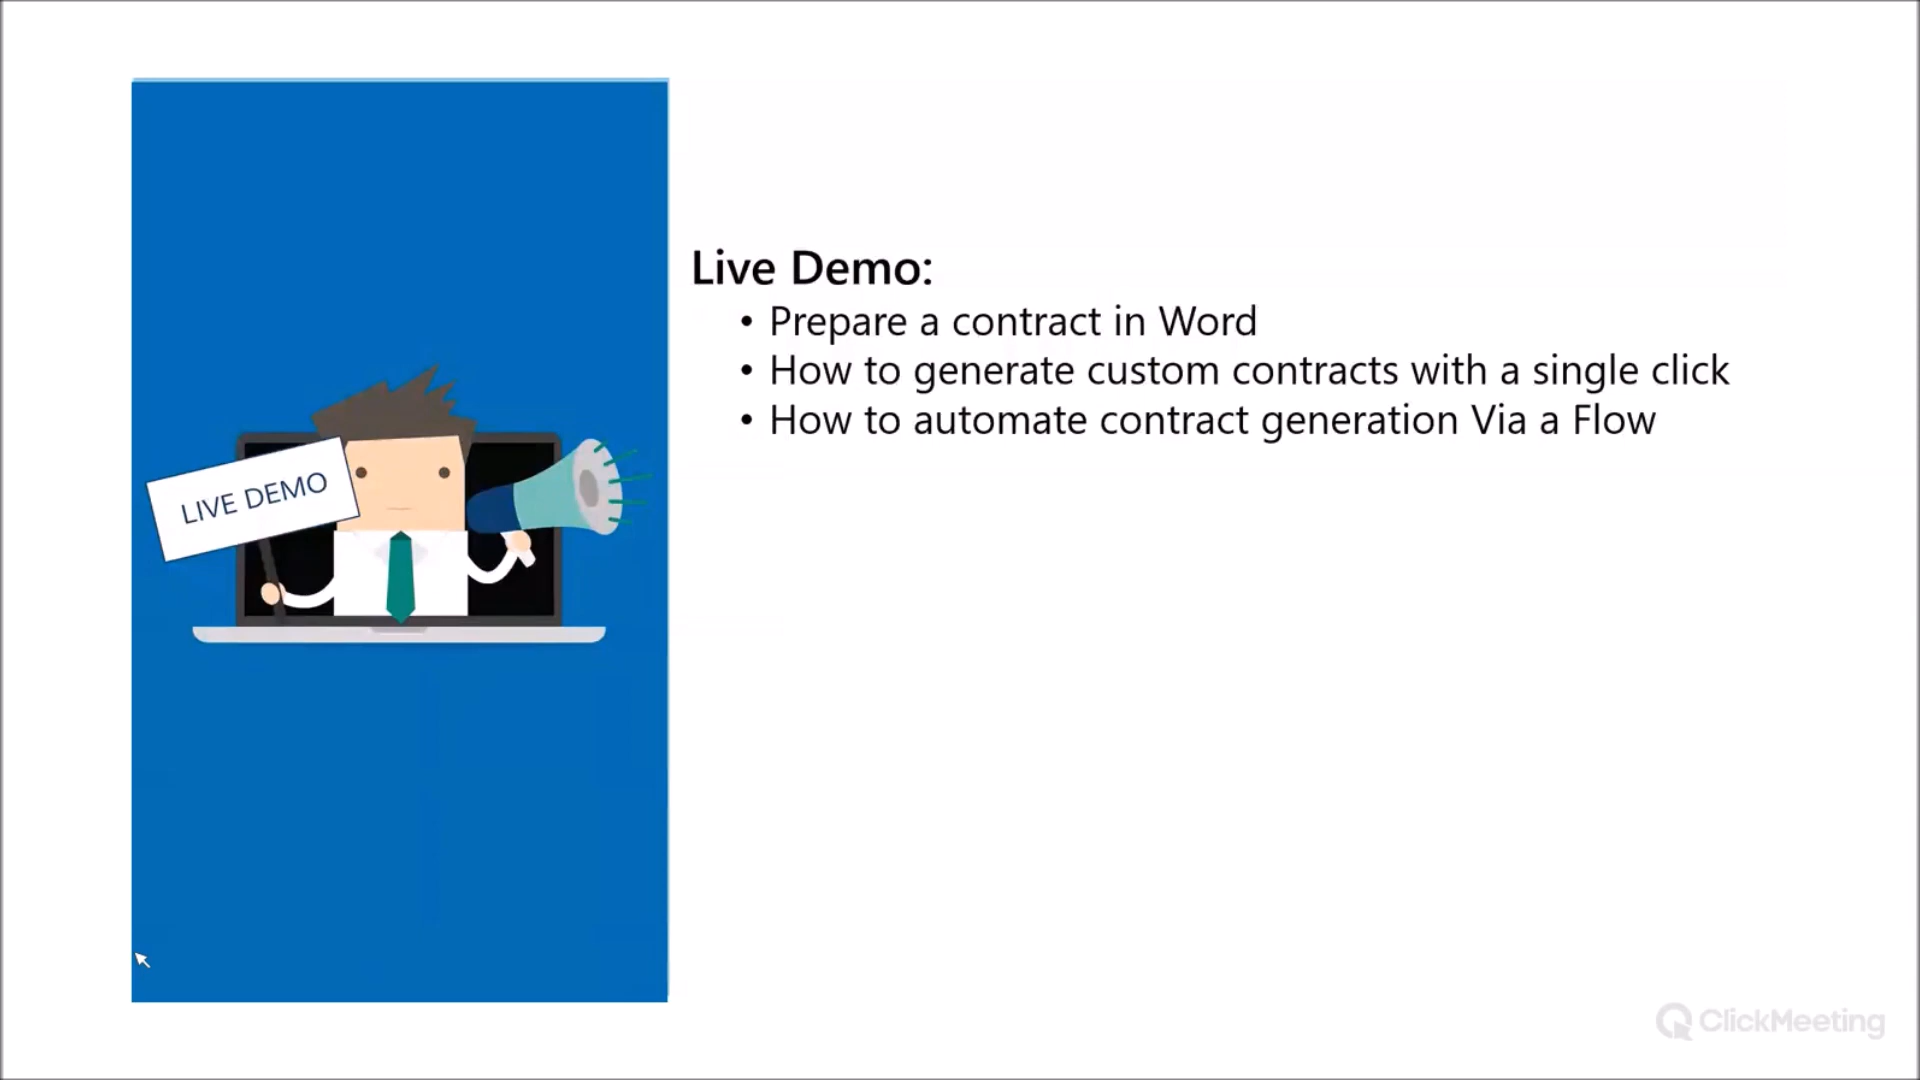 Live Demo:
• Prepare a contract in Word
• How to generate custom contracts with a single click
• How to automate contract generation Via a Flow
LIVE DEMO
ClickMeeting